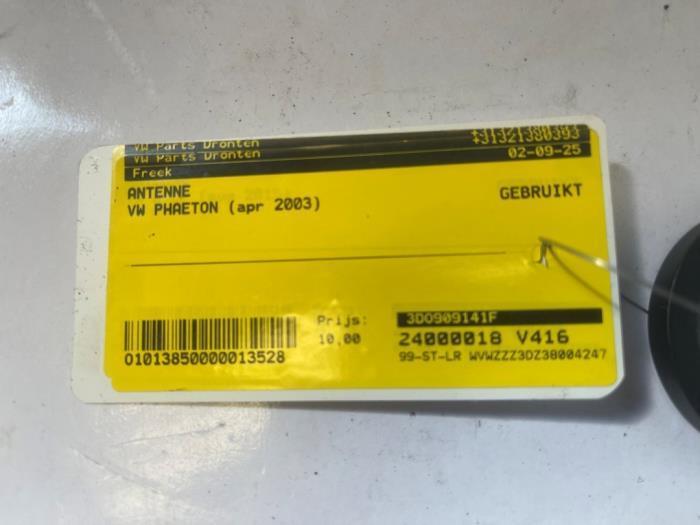 VW Parts Dronten +31321380393
VW Parts Dronten 02-09-25
Freek
ANTENNE GEBRUIKT
VW PHAETON (apr 2003)
Prijs: 3D0909141F
10,00 24000018 V416
01013850000013528 99-ST-LR WVWZZZ3DZ38004247